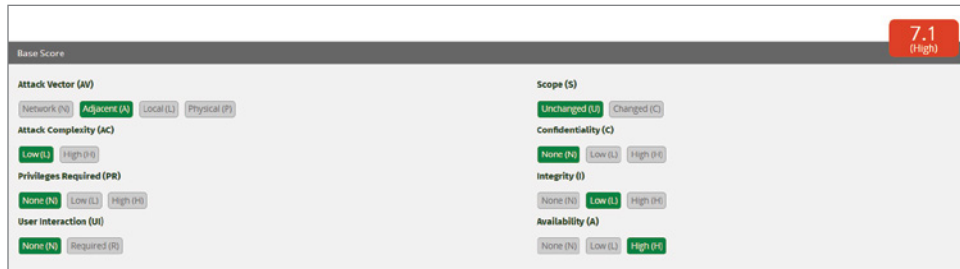 7.1
(High)
Base Score
Attack Vector (AV)
Network (N) Adjacent (A) Local (L) Physical (P)
Attack Complexity (AC)
Low (L) High (H)
Privileges Required (PR)
None (N) Low (L) High (H)
User Interaction (UI)
None (N) Required (R)
Scope (S)
Unchanged (U) Changed (C)
Confidentiality (C)
None (N) Low (L) High (H)
Integrity (I)
None (N) Low (L) High (H)
Availability (A)
None (N) Low (L) High (H)